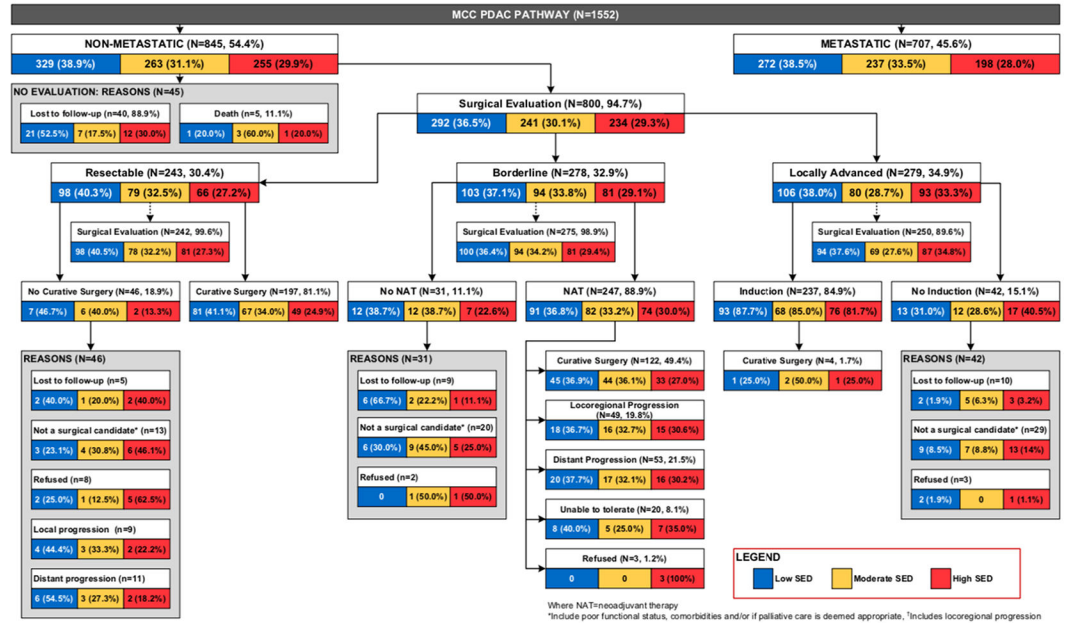 MCC PDAC PATHWAY (N=1552)
NON-METASTATIC (N=845, 54.4%)
329 (38.9%) 263 (31.1%) 255 (29.9%)
METASTATIC (N=707, 45.6%)
272 (38.5%) 237 (33.5%) 198 (28.0%)
NO EVALUATION: REASONS (N=45)
Lost to follow-up (n=40, 88.9%)
21 (52.5%) 7 (17.5%) 12 (30.0%)
Death (n=5, 11.1%)
1 (20.0%) 3 (60.0%) 1 (20.0%)
Surgical Evaluation (N=800, 94.7%)
292 (36.5%) 241 (30.1%) 234 (29.3%)
Resectable (N=243, 30.4%)
98 (40.3%) 79 (32.5%) 66 (27.2%)
Borderline (N=278, 32.9%)
103 (37.1%) 94 (33.8%) 81 (29.1%)
Locally Advanced (N=279, 34.9%)
106 (38.0%) 80 (28.7%) 93 (33.3%)
Surgical Evaluation (N=242, 99.6%)
98 (40.5%) 78 (32.2%) 81 (27.3%)
Surgical Evaluation (N=275, 98.9%)
100 (36.4%) 94 (34.2%) 81 (29.4%)
Surgical Evaluation (N=250, 89.6%)
94 (37.6%) 69 (27.6%) 87 (34.8%)
No Curative Surgery (N=46, 18.9%)
7 (46.7%) 6 (40.0%) 2 (13.3%)
Curative Surgery (N=197, 81.1%)
81 (41.1%) 67 (34.0%) 49 (24.9%)
No NAT (N=31, 11.1%)
12 (38.7%) 12 (38.7%) 7 (22.6%)
NAT (N=247, 88.9%)
91 (36.8%) 82 (33.2%) 74 (30.0%)
Induction (N=237, 84.9%)
93 (87.7%) 68 (85.0%) 76 (81.7%)
No Induction (N=42, 15.1%)
13 (31.0%) 12 (28.6%) 17 (40.5%)
REASONS (N=46)
Lost to follow-up (n=5)
2 (40.0%) 1 (20.0%) 2 (40.0%)
Not a surgical candidate* (n=13)
3 (23.1%) 4 (30.8%) 6 (46.1%)
Refused (n=8)
2 (25.0%) 1 (12.5%) 5 (62.5%)
Local progression (n=9)
4 (44.4%) 3 (33.3%) 2 (22.2%)
Distant progression (n=11)
6 (54.5%) 3 (27.3%) 2 (18.2%)
REASONS (N=31)
Lost to follow-up (n=9)
6 (66.7%) 2 (22.2%) 1 (11.1%)
Not a surgical candidate* (n=20)
6 (30.0%) 9 (45.0%) 5 (25.0%)
Refused (n=2)
0 1 (50.0%) 1 (50.0%)
Curative Surgery (N=122, 49.4%)
45 (36.9%) 44 (36.1%) 33 (27.0%)
Locoregional Progression
(N=49, 19.8%)
18 (36.7%) 16 (32.7%) 15 (30.6%)
Distant Progression (N=53, 21.5%)
20 (37.7%) 17 (32.1%) 16 (30.2%)
Unable to tolerate (N=20, 8.1%)
8 (40.0%) 5 (25.0%) 7 (35.0%)
Refused (N=3, 1.2%)
0 0 3 (100%)
Curative Surgery (N=4, 1.7%)
1 (25.0%) 2 (50.0%) 1 (25.0%)
REASONS (N=42)
Lost to follow-up (n=10)
2 (1.9%) 5 (6.3%) 3 (3.2%)
Not a surgical candidate* (n=29)
9 (8.5%) 7 (8.8%) 13 (14%)
Refused (n=3)
2 (1.9%) 0 1 (1.1%)
LEGEND
Low SED Moderate SED High SED
Where NAT=neoadjuvant therapy
*Include poor functional status, comorbidities and/or if palliative care is deemed appropriate, †Includes locoregional progression